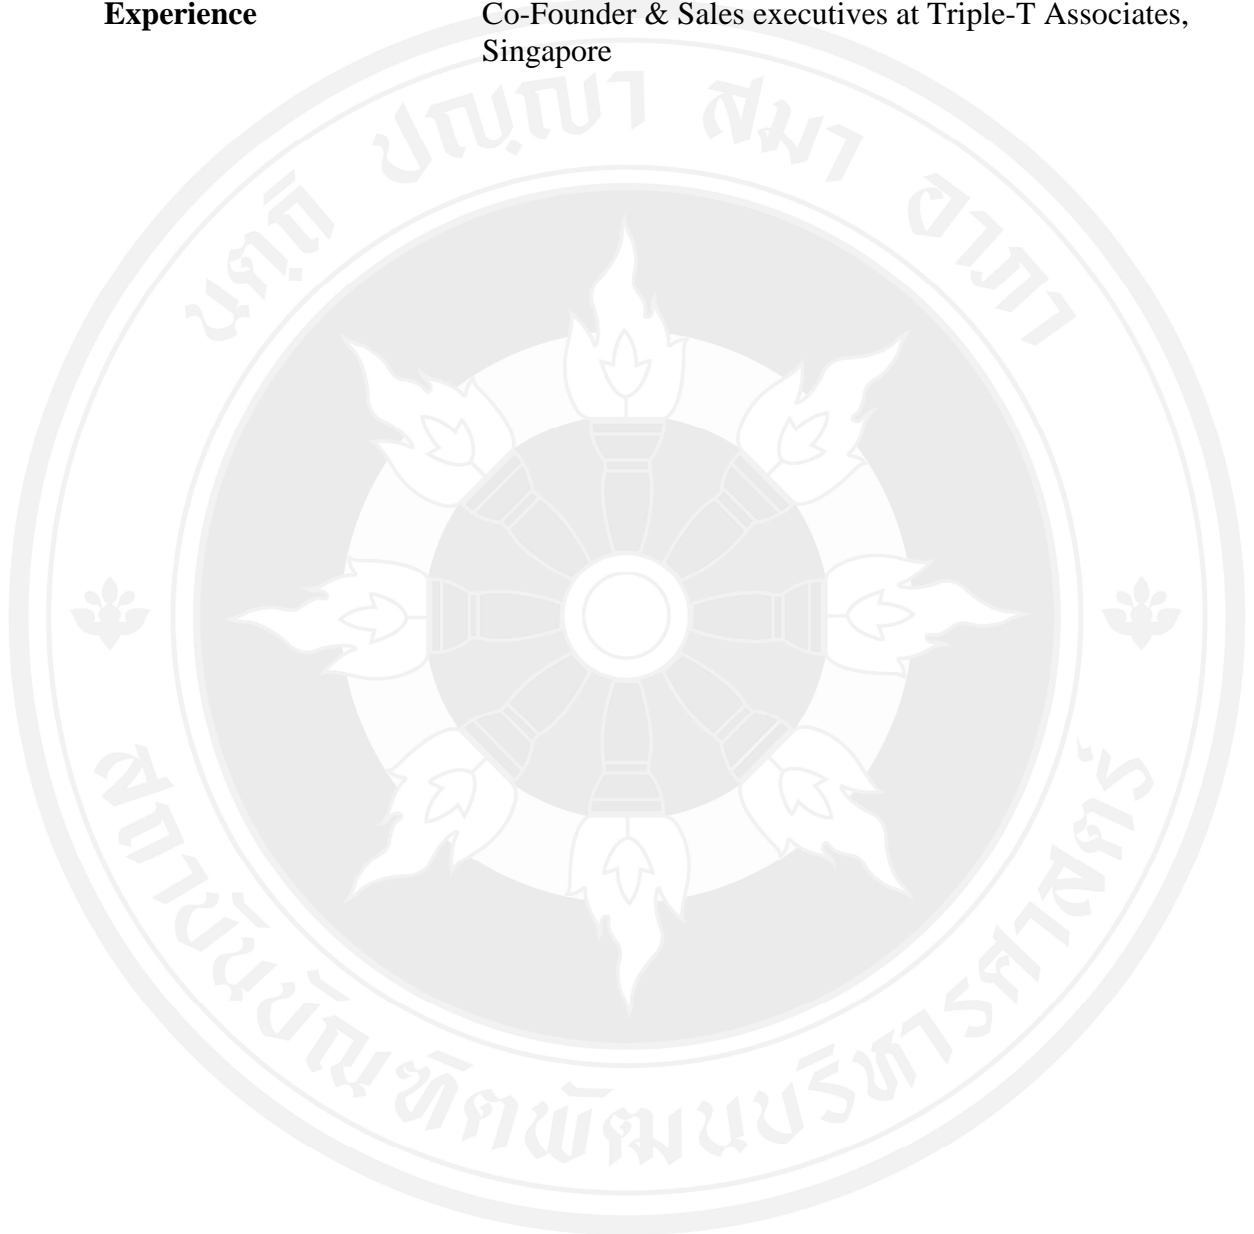 Experience Co-Founder & Sales executives at Triple-T Associates,
Singapore
นตฺถิ ปญฺญา สมา อาภา
สถาบันบัณฑิตพัฒนบริหารศาสตร์